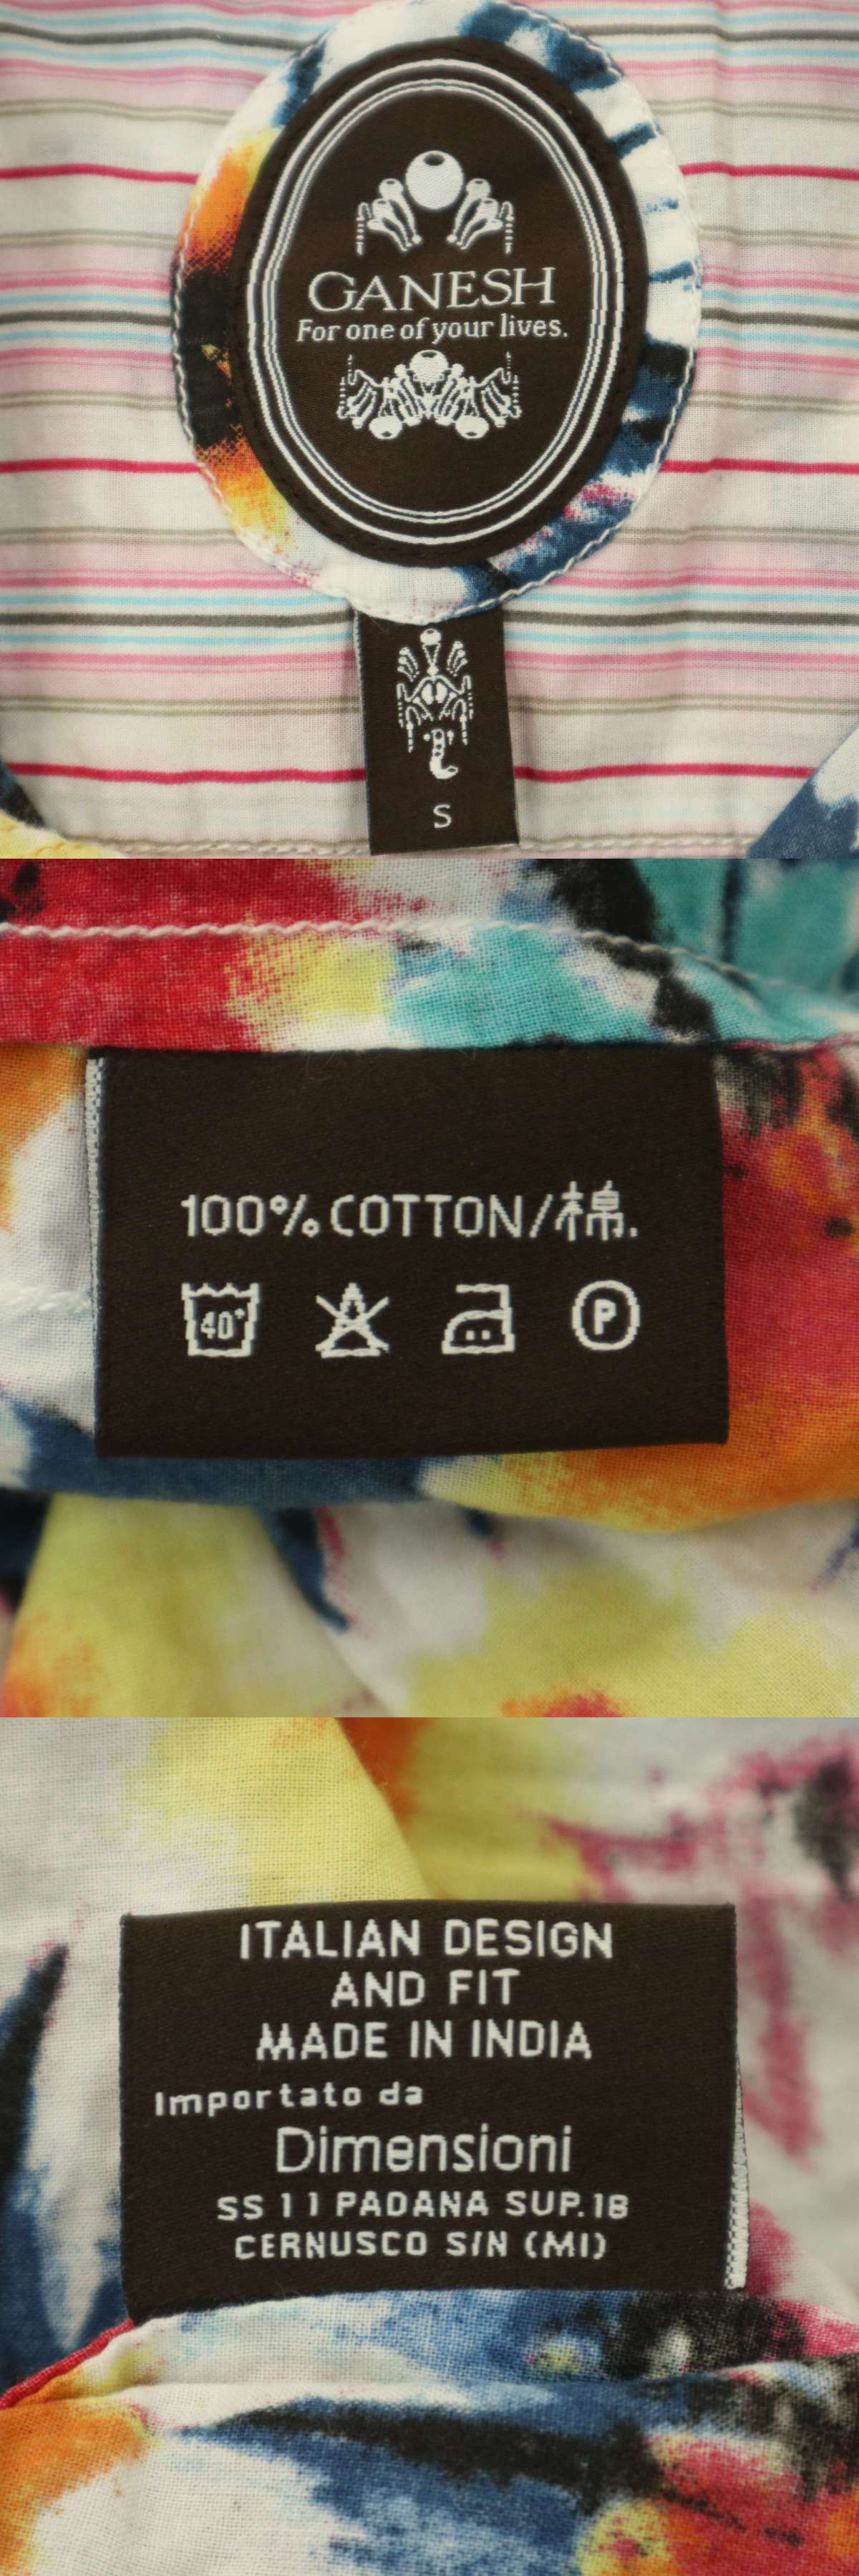 GANESH
For one of your lives.
S
100% COTTON/棉.
40°
P
ITALIAN DESIGN
AND FIT
MADE IN INDIA
Importato da
Dimensioni
SS 11 PADANA SUP. 18
CERNUSCO S/N (MI)